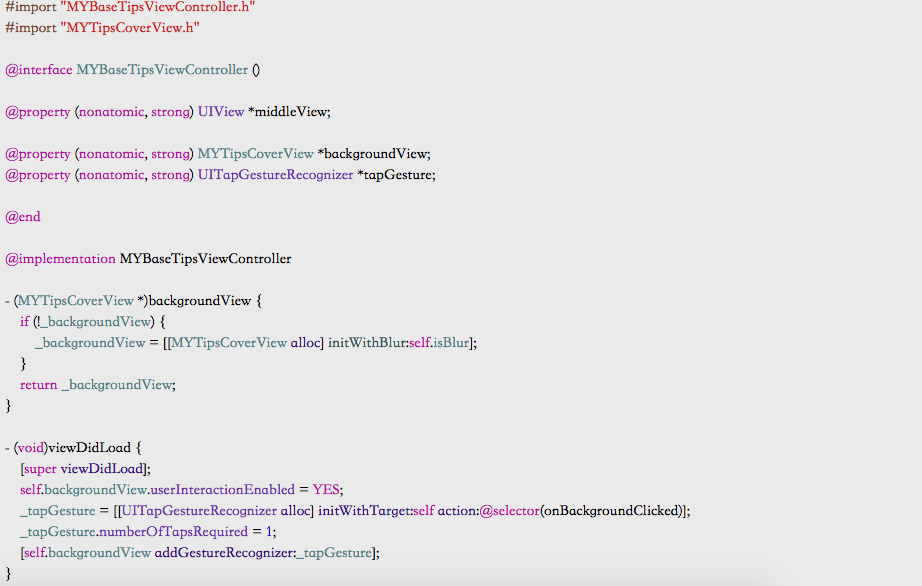 #import "MYBaseTipsViewController.h"
#import "MYTipsCoverView.h"
@interface MYBaseTipsViewController ()
@property (nonatomic, strong) UIView *middleView;
@property (nonatomic, strong) MYTipsCoverView *backgroundView;
@property (nonatomic, strong) UITapGestureRecognizer *tapGesture;
@end
@implementation MYBaseTipsViewController
- (MYTipsCoverView *)backgroundView {
if (!_backgroundView) {
_backgroundView = [[MYTipsCoverView alloc] initWithBlur:self.isBlur];
}
return _backgroundView;
}
- (void)viewDidLoad {
[super viewDidLoad];
self.backgroundView.userInteractionEnabled = YES;
_tapGesture = [[UITapGestureRecognizer alloc] initWithTarget:self action:@selector(onBackgroundClicked)];
_tapGesture.numberOfTapsRequired = 1;
[self.backgroundView addGestureRecognizer:_tapGesture];
}